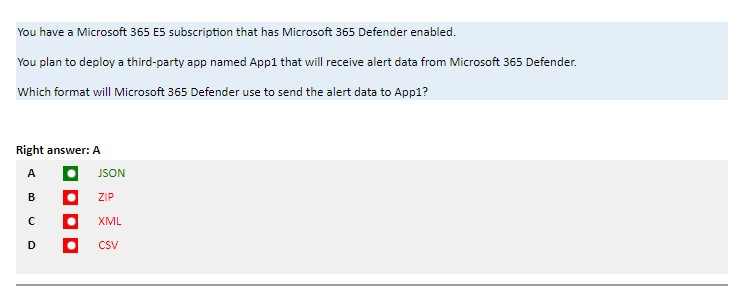 You have a Microsoft 365 E5 subscription that has Microsoft 365 Defender enabled.
You plan to deploy a third-party app named App1 that will receive alert data from Microsoft 365 Defender.
Which format will Microsoft 365 Defender use to send the alert data to App1?
Right answer: A
A JSON
B ZIP
C XML
D CSV